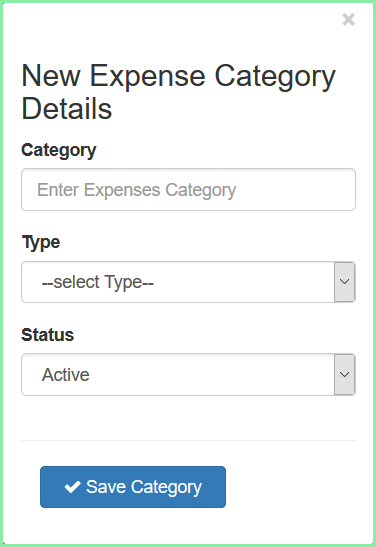 ×
New Expense Category
Details
Category
Enter Expenses Category
Type
--select Type--
Status
Active
Save Category